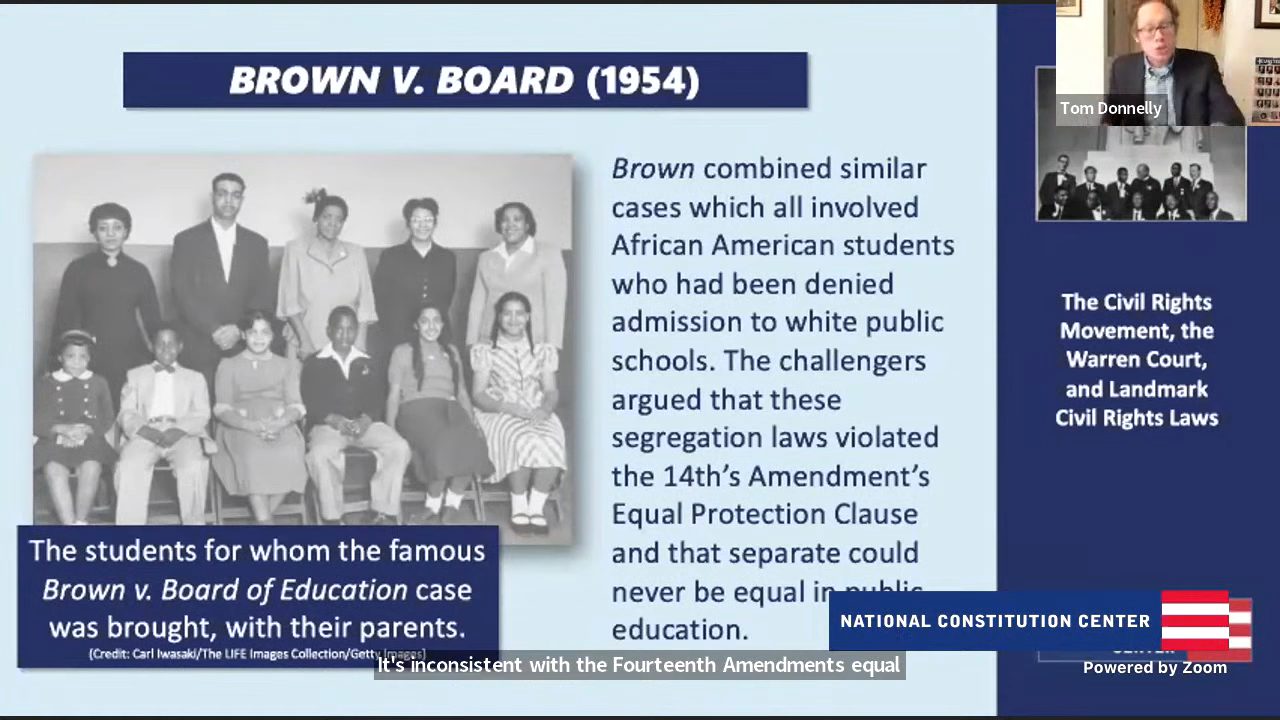 BROWN V. BOARD (1954)
Tom Donnelly
Brown combined similar
cases which all involved
African American students
who had been denied
admission to white public
schools. The challengers
argued that these
segregation laws violated
the 14th's Amendment's
Equal Protection Clause
and that separate could
never be equal in public
education.
The students for whom the famous
Brown v. Board of Education case
was brought, with their parents.
(Credit: Carl Iwasaki/The LIFE Images Collection/Getty Images)
The Civil Rights
Movement, the
Warren Court,
and Landmark
Civil Rights Laws
NATIONAL CONSTITUTION CENTER
CENTER
Powered by Zoom
It's inconsistent with the Fourteenth Amendments equal